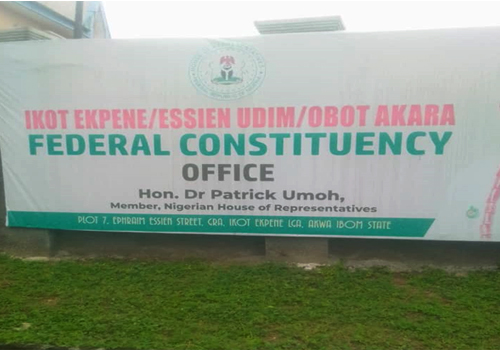 IKOT EKPENE/ESSIEN UDIM/OBOT AKARA
FEDERAL CONSTITUENCY
OFFICE
Hon. Dr Patrick Umoh,
Member, Nigerian House of Representatives
PLOT 7, EPHRAIM ESSIEN STREET, GRA, IKOT EKPENE LGA, AKWA IBOM STATE